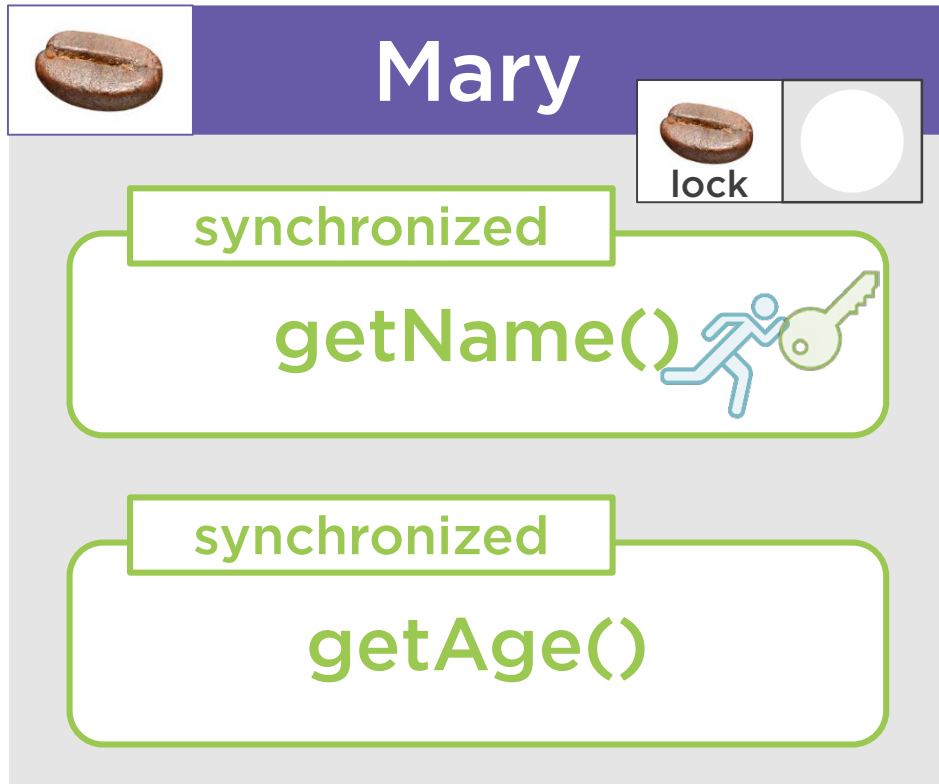 Mary
lock
synchronized
getName()
synchronized
getAge()